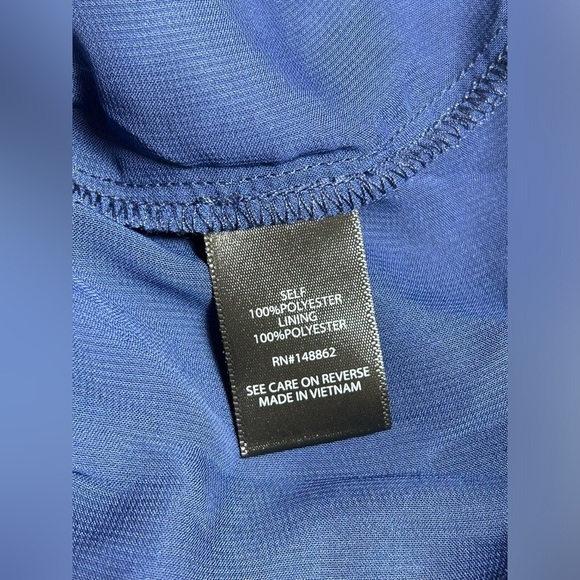 SELF
100%POLYESTER
LINING
100%POLYESTER
RN#148862
SEE CARE ON REVERSE
MADE IN VIETNAM